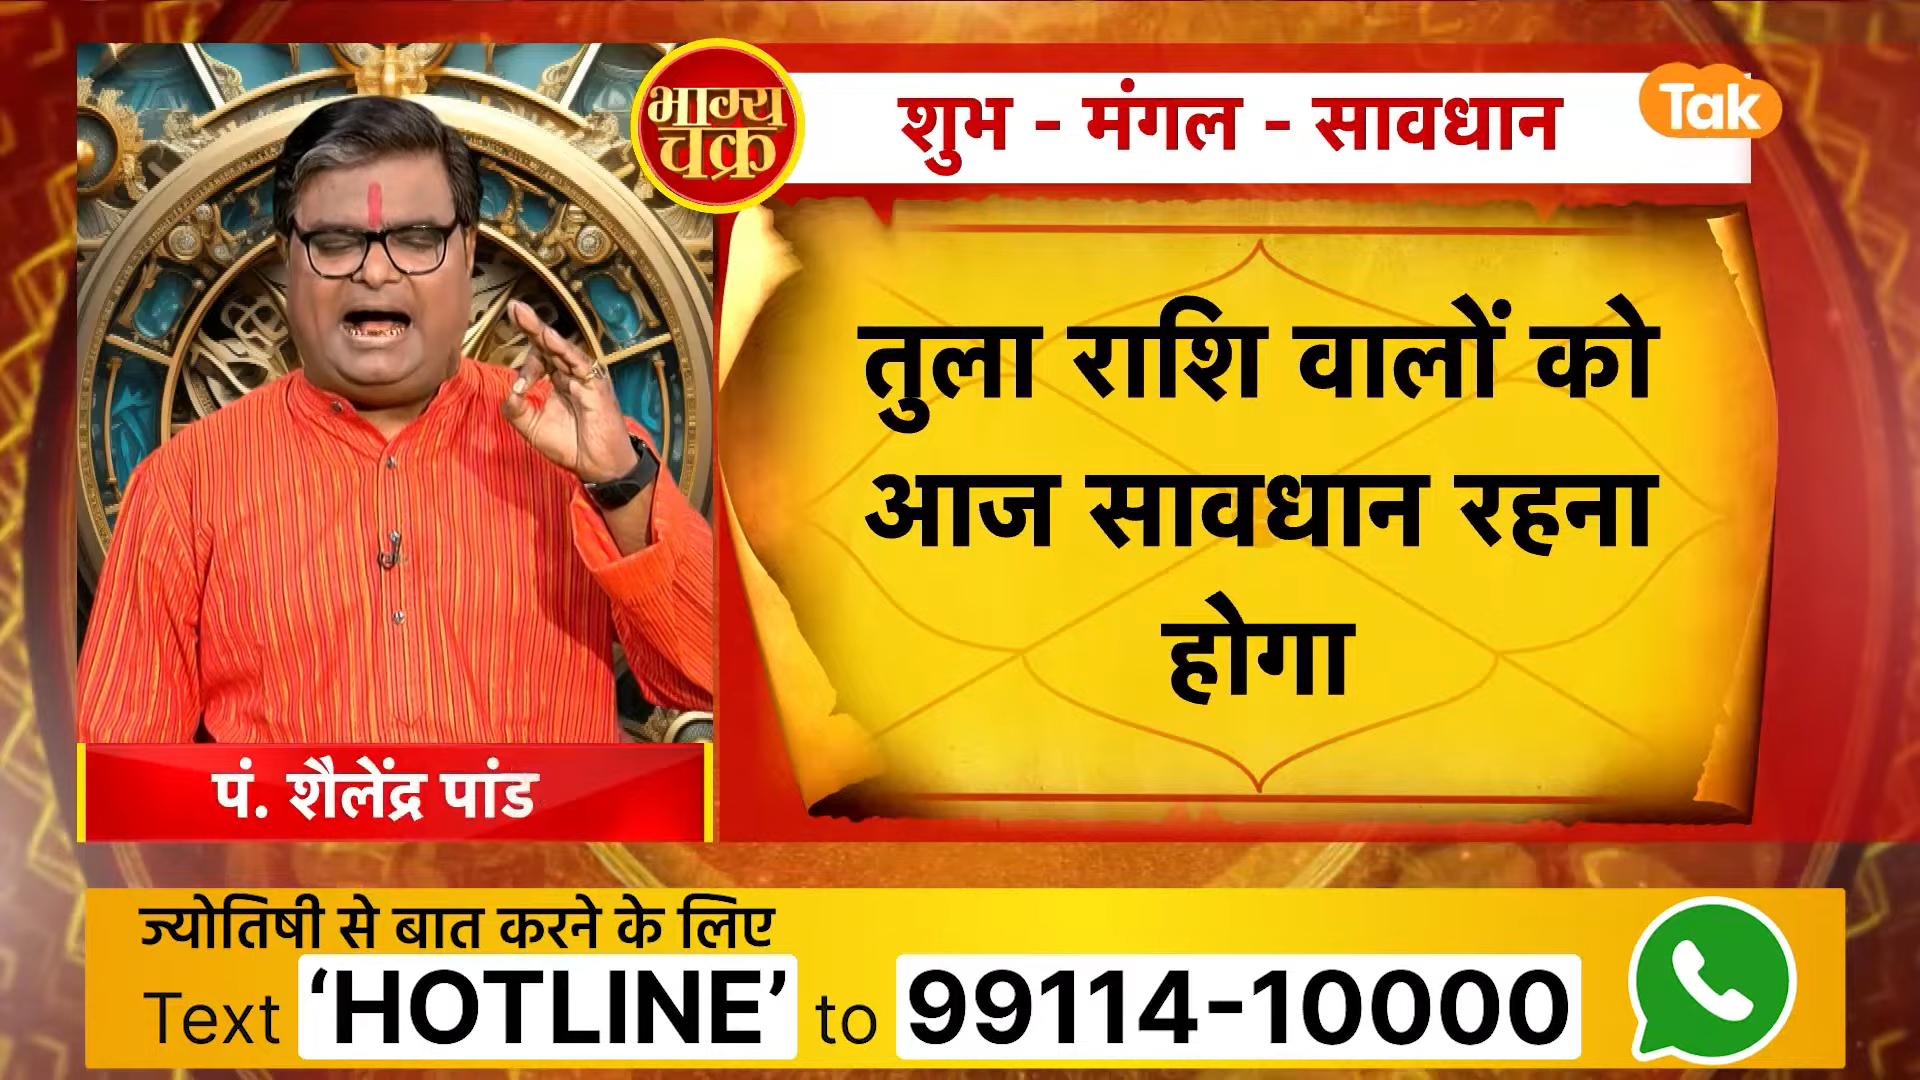 भाग्य
चक्र
शुभ - मंगल - सावधान
Tak
तुला राशि वालों को
आज सावधान रहना
होगा
पं. शैलेंद्र पांड
ज्योतिषी से बात करने के लिए
Text ‘HOTLINE’ to 99114-10000